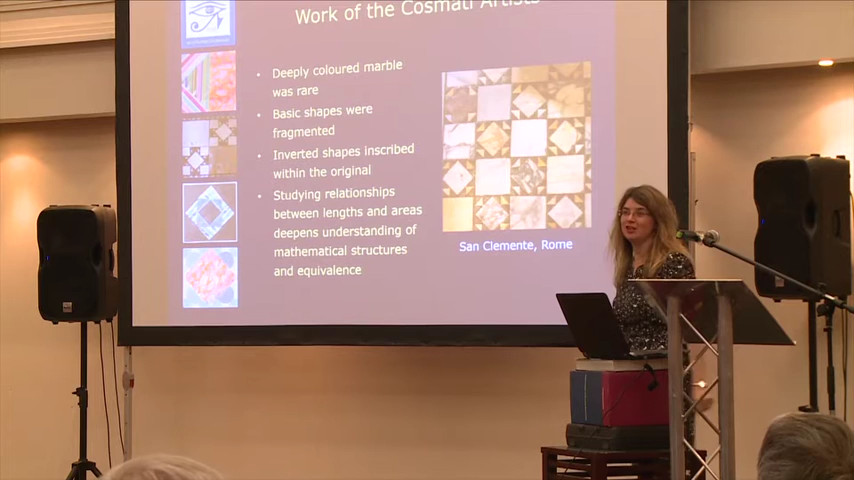 Work of the Cosmati Artists
• Deeply coloured marble
was rare
• Basic shapes were
fragmented
• Inverted shapes inscribed
within the original
• Studying relationships
between lengths and areas
deepens understanding of
mathematical structures
and equivalence
San Clemente, Rome